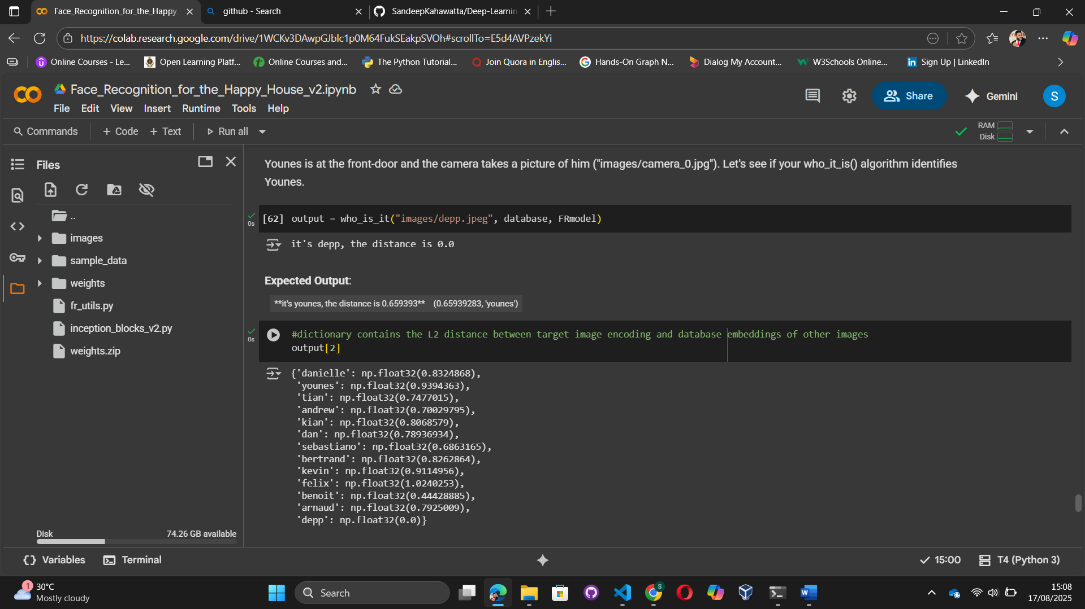 Face_Recognition_for_the_Happy_
github - Search
SandeepKahawatta/Deep-Learnin
https://colab.research.google.com/drive/1WCKv3DAwpGJblc1p0M64FukSEakpSVOh#scrollTo=E5d4AVPzekYi
Online Courses - Le...
Open Learning Platf...
Online Courses and...
The Python Tutorial...
Join Quora in Englis...
Hands-On Graph N...
Dialog My Account...
W3Schools Online...
Sign Up | LinkedIn
Face_Recognition_for_the_Happy_House_v2.ipynb
Share
Gemini
S
File Edit View Insert Runtime Tools Help
Commands
+ Code + Text
Run all
RAM
Disk
Files
..
images
sample_data
weights
fr_utils.py
inception_blocks_v2.py
weights.zip
Disk
74.26 GB available
Younes is at the front-door and the camera takes a picture of him ("images/camera_0.jpg"). Let's see if your who_it_is() algorithm identifies
Younes.
0s
[62] output = who_is_it("images/depp.jpeg", database, FRmodel)
it's depp, the distance is 0.0
Expected Output:
**it's younes, the distance is 0.659393** (0.65939283, 'younes')
0s
#dictionary contains the L2 distance between target image encoding and database embeddings of other images
output[2]
{'danielle': np.float32(0.8324868),
'younes': np.float32(0.9394363),
'tian': np.float32(0.7477015),
'andrew': np.float32(0.70029795),
'kian': np.float32(0.8068579),
'dan': np.float32(0.78936934),
'sebastiano': np.float32(0.6863165),
'bertrand': np.float32(0.8262864),
'kevin': np.float32(0.9114956),
'felix': np.float32(1.0240253),
'benoit': np.float32(0.44428885),
'arnaud': np.float32(0.7925009),
'depp': np.float32(0.0)}
Variables
Terminal
15:00
T4 (Python 3)
1
30°C
Mostly cloudy
Search
15:08
17/08/2025